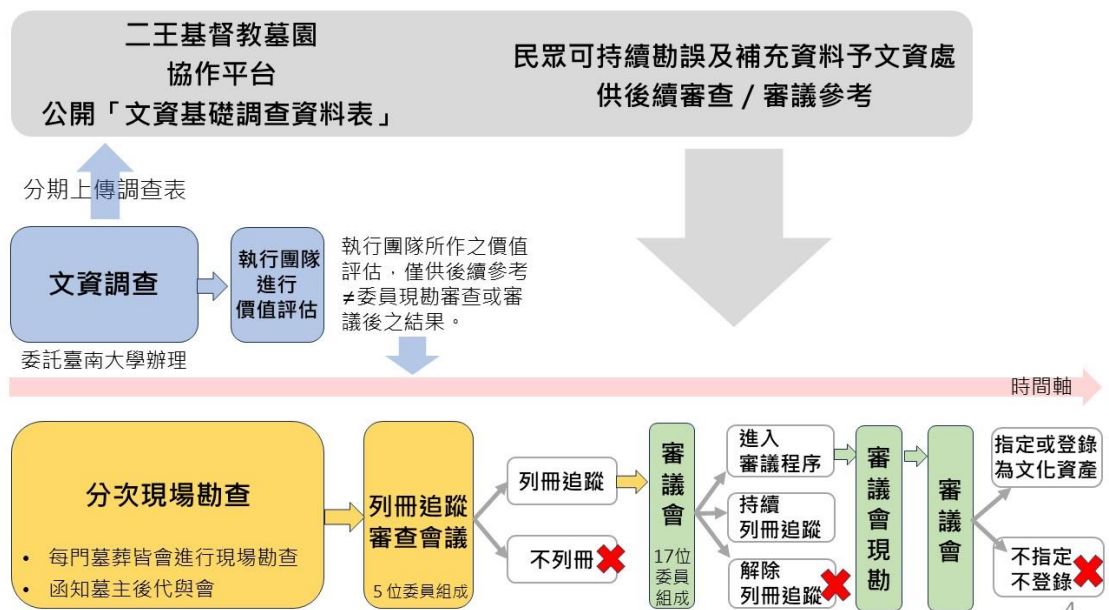 二王基督教墓園
協作平台
公開「文資基礎調查資料表」
民眾可持續勘誤及補充資料予文資處
供後續審查 / 審議參考
分期上傳調查表
文資調查
委託臺南大學辦理
執行團隊
進行
價值評估
執行團隊所作之價值
評估，僅供後續參考
≠委員現勘審查或審
議後之結果。
時間軸
分次現場勘查
• 每門墓葬皆會進行現場勘查
• 函知墓主後代與會
列冊追蹤
審查會議
5 位委員組成
列冊追蹤
不列冊
審議會
17位
委員
組成
進入
審議程序
持續
列冊追蹤
解除
列冊追蹤
審議會現勘
審議會
指定或登錄
為文化資產
不指定
不登錄
4